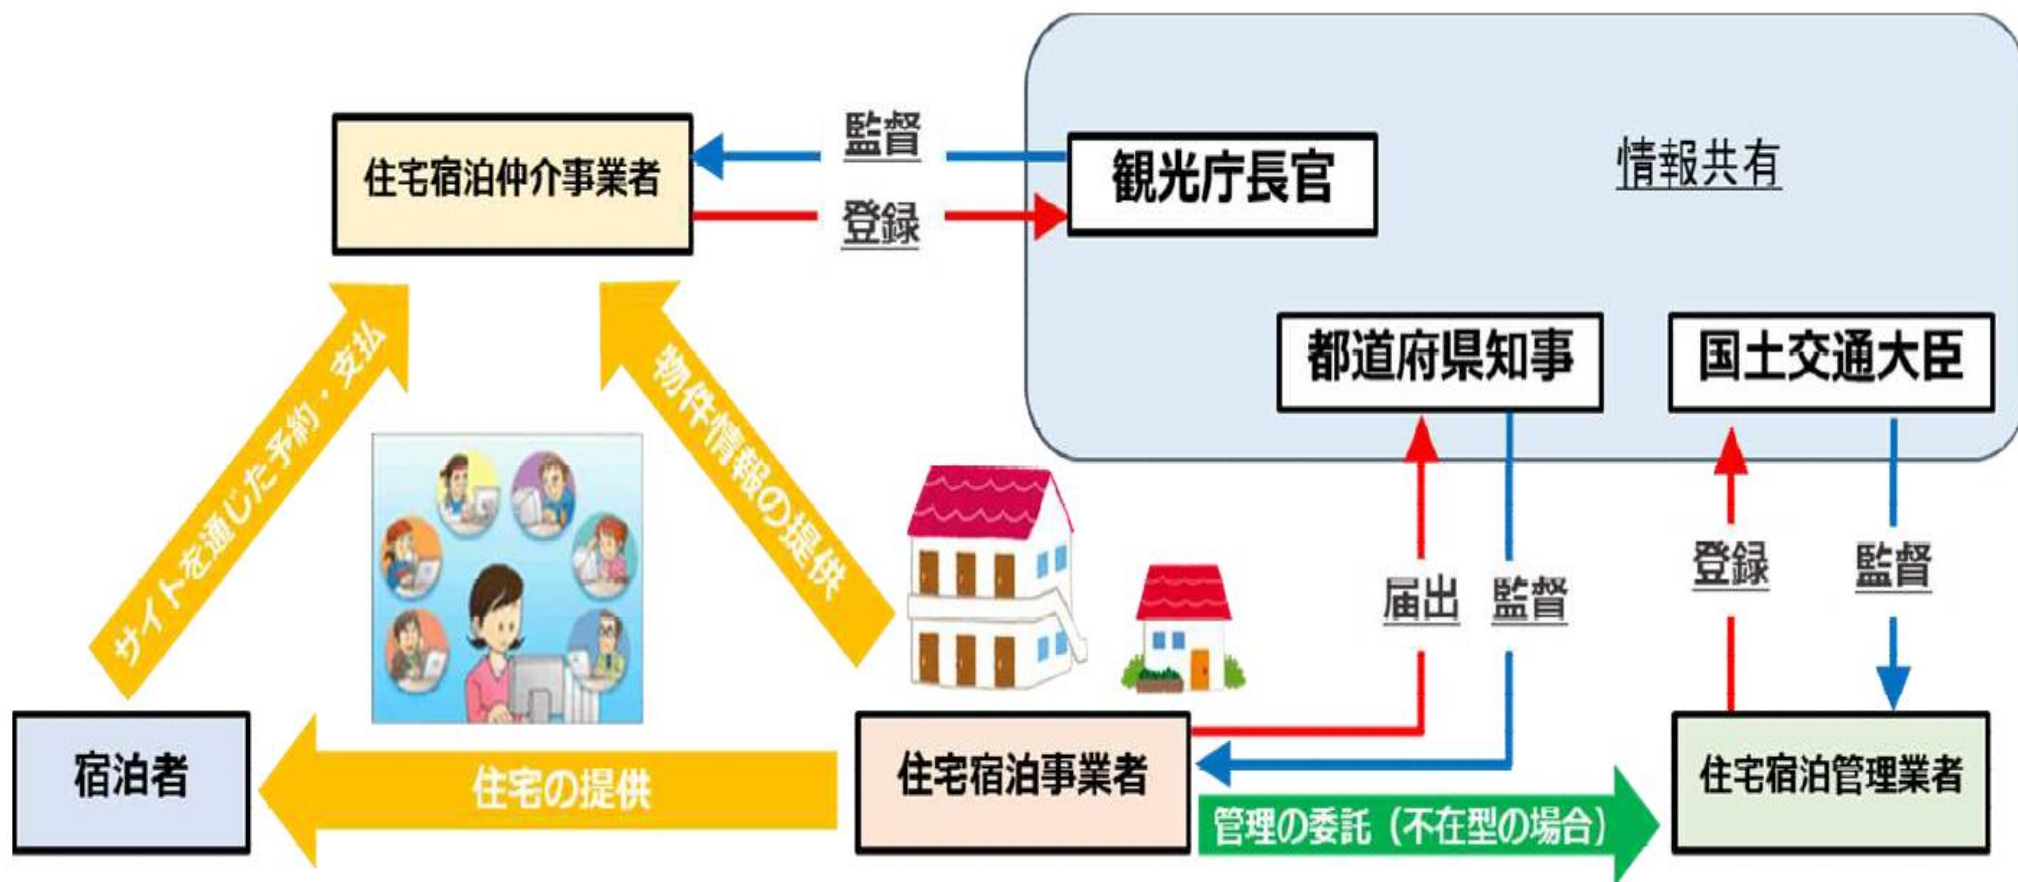 監督
住宅宿泊仲介事業者
観光庁長官
情報共有
登録
都道府県知事
国土交通大臣
サイトを通じた予約・支払
物件情報の提供
届出
監督
登録
監督
宿泊者
住宅の提供
住宅宿泊事業者
管理の委託（不在型の場合）
住宅宿泊管理業者